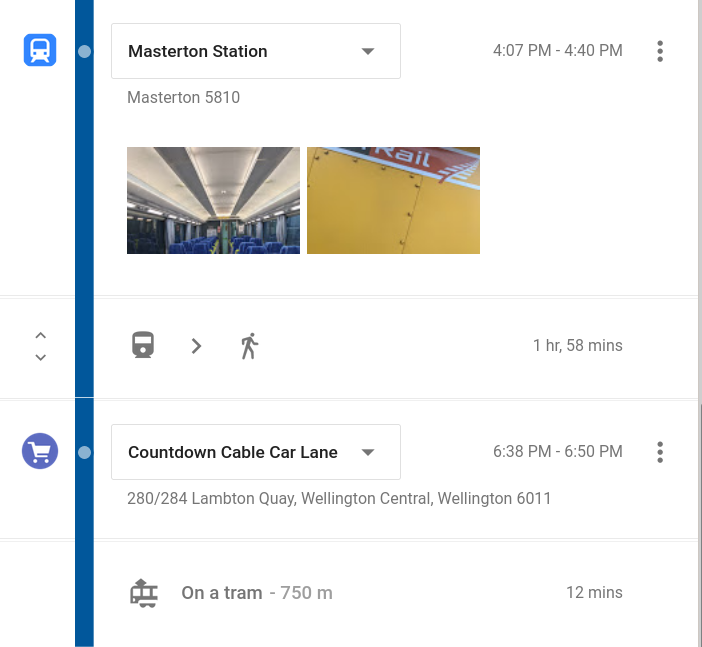 Masterton Station
4:07 PM - 4:40 PM
Masterton 5810
Rail
1 hr, 58 mins
Countdown Cable Car Lane
6:38 PM - 6:50 PM
280/284 Lambton Quay, Wellington Central, Wellington 6011
On a tram - 750 m
12 mins